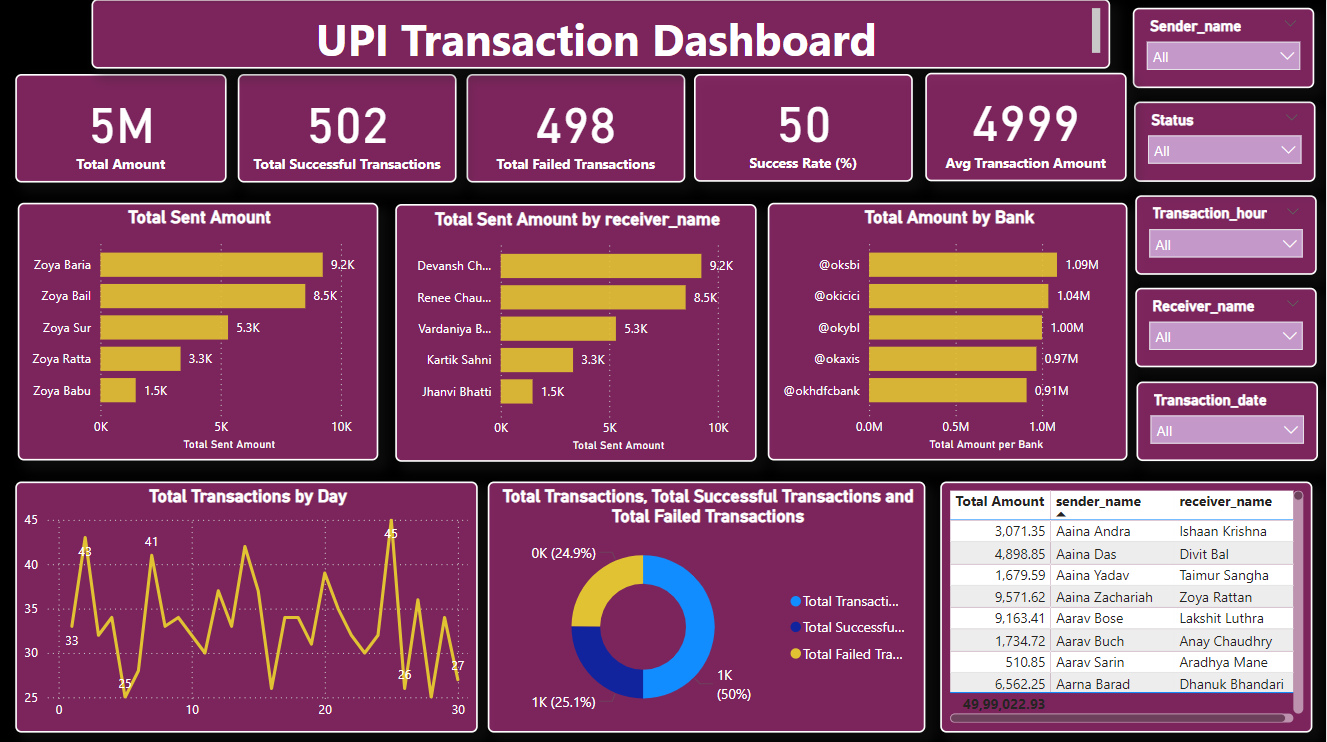 UPI Transaction Dashboard
Sender_name
All
5M
Total Amount
502
Total Successful Transactions
498
Total Failed Transactions
50
Success Rate (%)
4999
Avg Transaction Amount
Status
All
Transaction_hour
All
Receiver_name
All
Transaction_date
All
Total Sent Amount
Zoya Baria 9.2K
Zoya Bail 8.5K
Zoya Sur 5.3K
Zoya Ratta 3.3K
Zoya Babu 1.5K
0K 5K 10K
Total Sent Amount
Total Sent Amount by receiver_name
Devansh Ch... 9.2K
Renee Chau... 8.5K
Vardaniya B... 5.3K
Kartik Sahni 3.3K
Jhanvi Bhatti 1.5K
0K 5K 10K
Total Sent Amount
Total Amount by Bank
@oksbi 1.09M
@okicici 1.04M
@okybl 1.00M
@okaxis 0.97M
@okhdfcbank 0.91M
0.0M 0.5M 1.0M
Total Amount per Bank
Total Transactions by Day
45
40
35
30
25
43
41
45
33
25
26
27
0 10 20 30
Total Transactions, Total Successful Transactions and
Total Failed Transactions
0K (24.9%)
1K (25.1%)
1K
(50%)
Total Transacti...
Total Successfu...
Total Failed Tra...
Total Amount sender_name receiver_name
3,071.35 Aaina Andra Ishaan Krishna
4,898.85 Aaina Das Divit Bal
1,679.59 Aaina Yadav Taimur Sangha
9,571.62 Aaina Zachariah Zoya Rattan
9,163.41 Aarav Bose Lakshit Luthra
1,734.72 Aarav Buch Anay Chaudhry
510.85 Aarav Sarin Aradhya Mane
6,562.25 Aarna Barad Dhanuk Bhandari
49,99,022.93